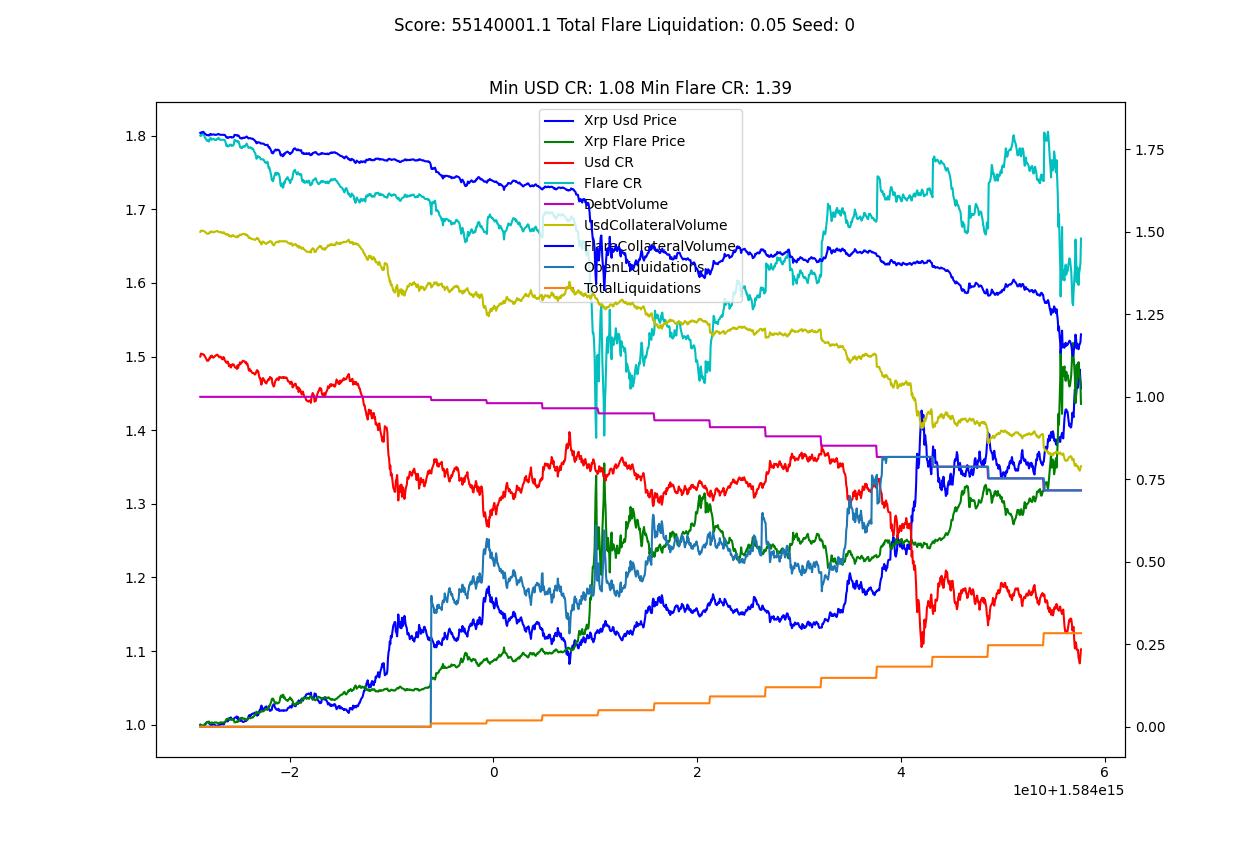 Score: 55140001.1 Total Flare Liquidation: 0.05 Seed: 0
Min USD CR: 1.08 Min Flare CR: 1.39
Xrp Usd Price
Xrp Flare Price
Usd CR
Flare CR
DebtVolume
UsdCollateralVolume
FlareCollateralVolume
OpenLiquidations
TotalLiquidations
1.8
1.7
1.6
1.5
1.4
1.3
1.2
1.1
1.0
1.75
1.50
1.25
1.00
0.75
0.50
0.25
0.00
−2
0
2
4
6
1e10+1.584e15